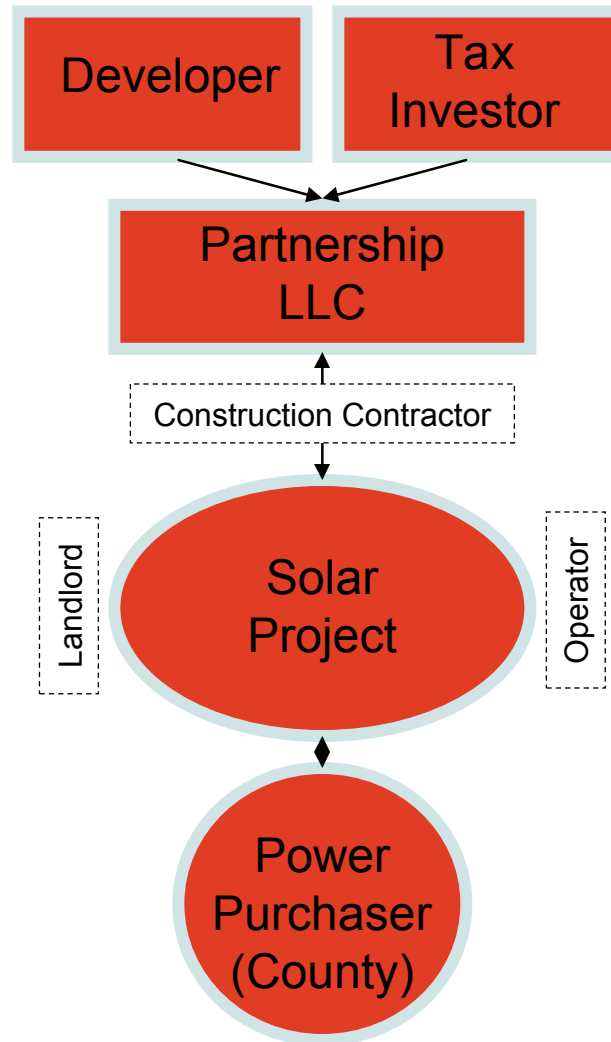 Developer
Tax
Investor
Partnership
LLC
Construction Contractor
Landlord
Solar
Project
Operator
Power
Purchaser
(County)